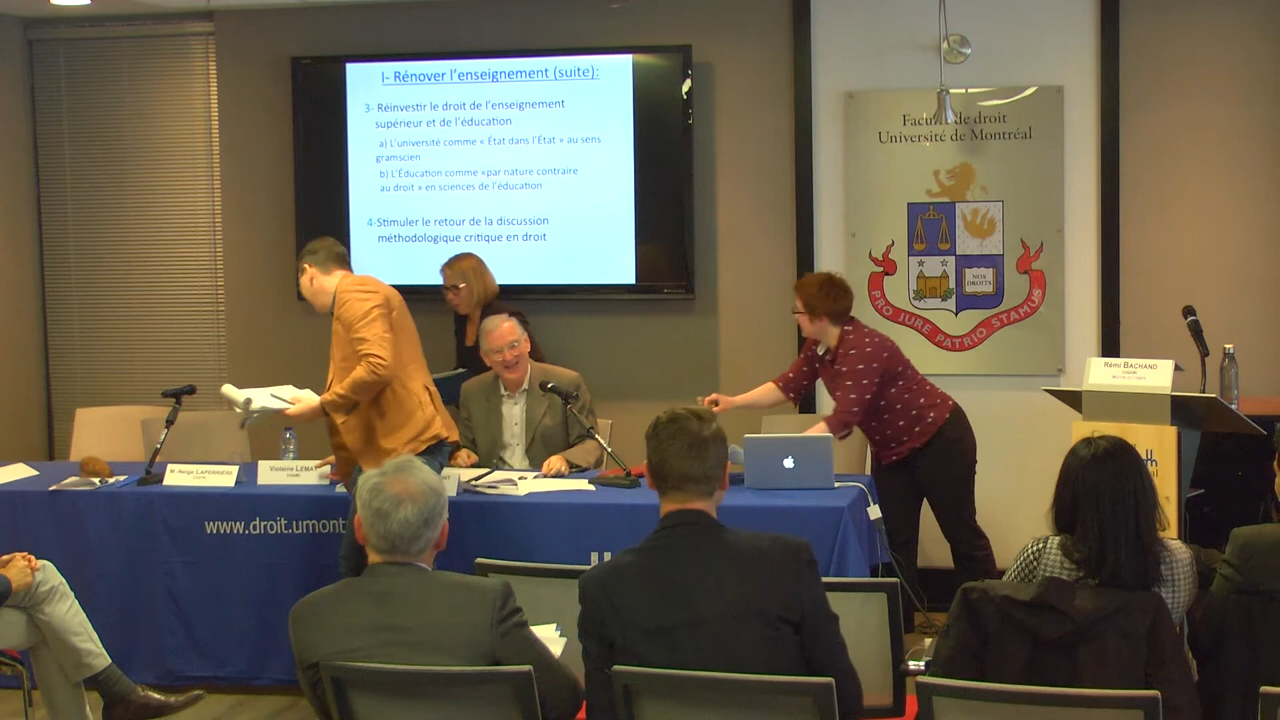 I- Rénover l'enseignement (suite):
3- Réinvestir le droit de l'enseignement
supérieur et de l'éducation
a) L'université comme « État dans l'État » au sens
gramscien
b) L'Éducation comme «par nature contraire
au droit » en sciences de l'éducation
4-Stimuler le retour de la discussion
méthodologique critique en droit
de droit
Université de Montréal
NOS
DROITS
PRO JURE PATRIO STAMUS
RÉMI BACHAND
LAPERRIÈRE
Violaine LEMAY
www.droit.umont